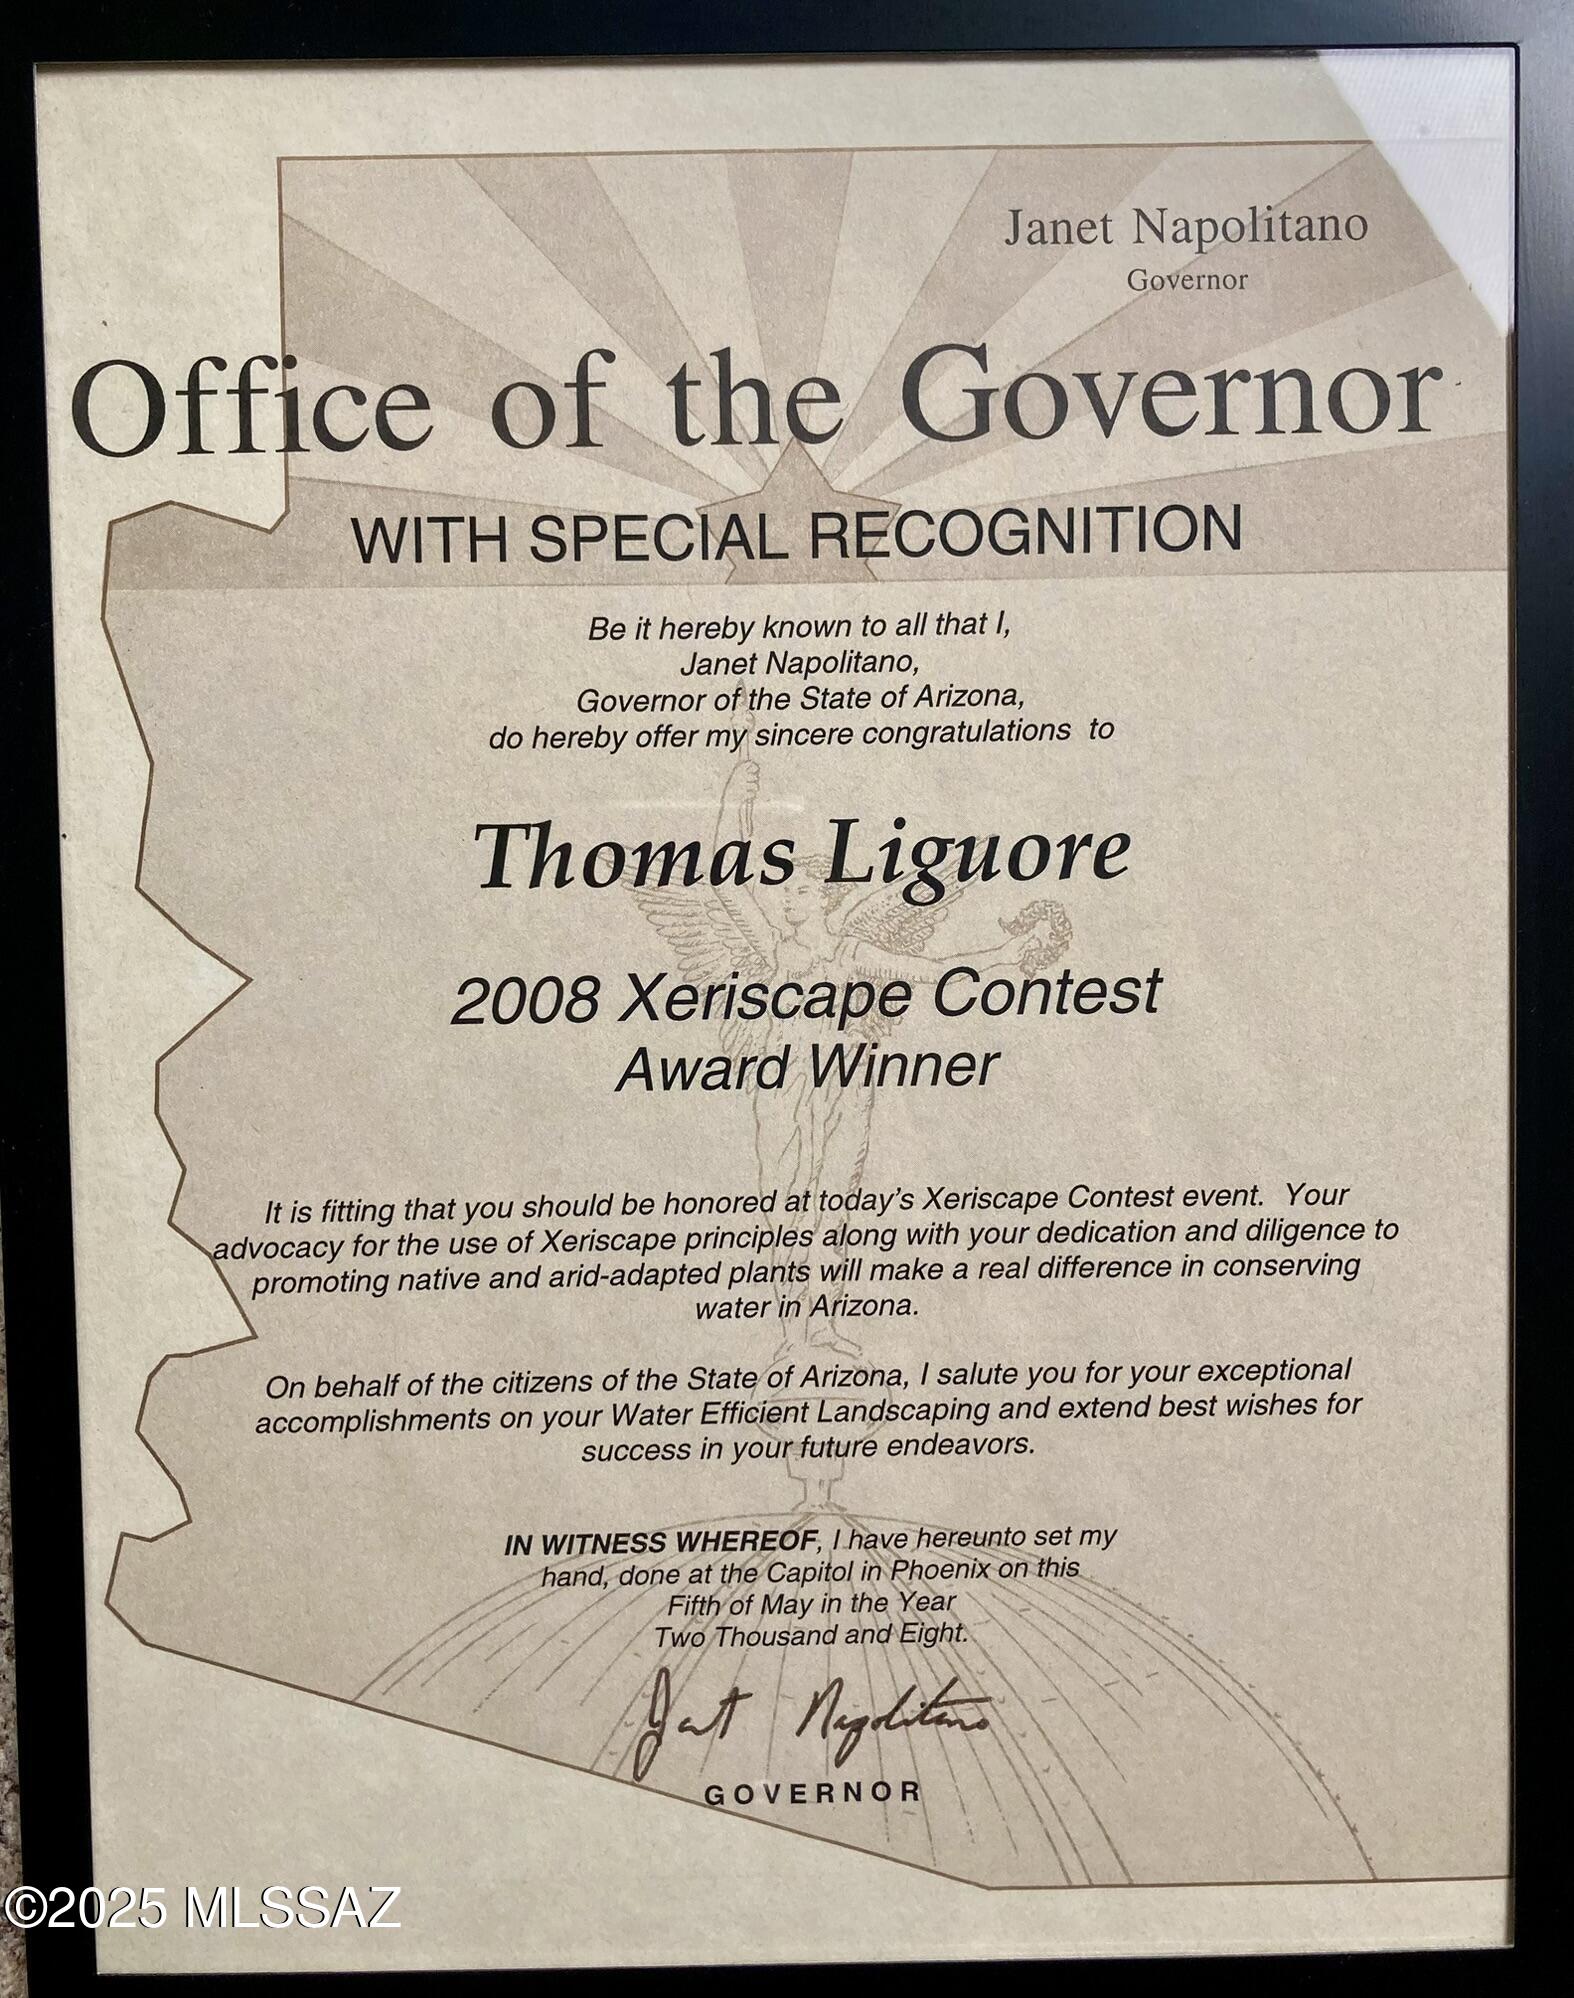 Janet Napolitano
Governor
Office of the Governor
WITH SPECIAL RECOGNITION
Be it hereby known to all that I,
Janet Napolitano,
Governor of the State of Arizona,
do hereby offer my sincere congratulations to
Thomas Liguore
2008 Xeriscape Contest
Award Winner
It is fitting that you should be honored at today's Xeriscape Contest event. Your
advocacy for the use of Xeriscape principles along with your dedication and diligence to
promoting native and arid-adapted plants will make a real difference in conserving
water in Arizona.
On behalf of the citizens of the State of Arizona, I salute you for your exceptional
accomplishments on your Water Efficient Landscaping and extend best wishes for
success in your future endeavors.
IN WITNESS WHEREOF, I have hereunto set my
hand, done at the Capitol in Phoenix on this
Fifth of May in the Year
Two Thousand and Eight.
Janet Napolitano
GOVERNOR
©2025 MLSSAZ